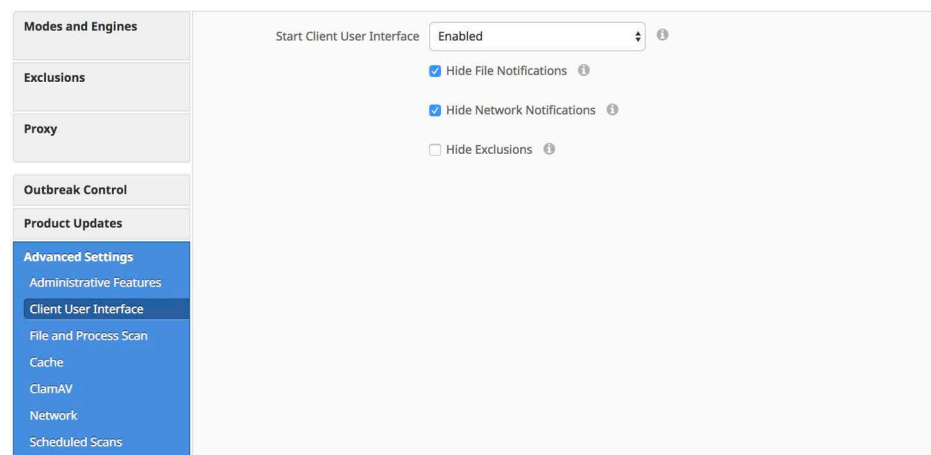 Modes and Engines
Exclusions
Proxy
Outbreak Control
Product Updates
Advanced Settings
Administrative Features
Client User Interface
File and Process Scan
Cache
ClamAV
Network
Scheduled Scans
Start Client User Interface Enabled
Hide File Notifications
Hide Network Notifications
Hide Exclusions